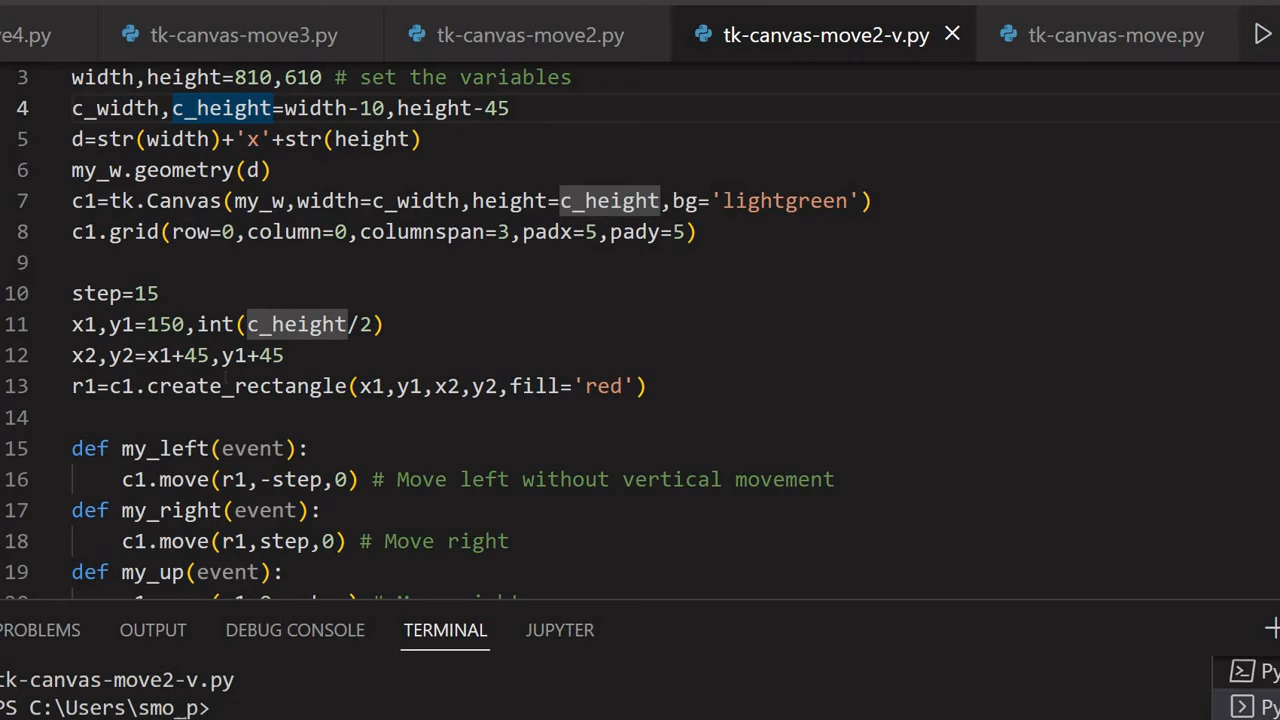 e4.py tk-canvas-move3.py tk-canvas-move2.py tk-canvas-move2-v.py tk-canvas-move.py
3 width,height=810,610 # set the variables
4 c_width,c_height=width-10,height-45
5 d=str(width)+'x'+str(height)
6 my_w.geometry(d)
7 c1=tk.Canvas(my_w,width=c_width,height=c_height,bg='lightgreen')
8 c1.grid(row=0,column=0,columnspan=3,padx=5,pady=5)
9
10 step=15
11 x1,y1=150,int(c_height/2)
12 x2,y2=x1+45,y1+45
13 r1=c1.create_rectangle(x1,y1,x2,y2,fill='red')
14
15 def my_left(event):
16 c1.move(r1,-step,0) # Move left without vertical movement
17 def my_right(event):
18 c1.move(r1,step,0) # Move right
19 def my_up(event):
PROBLEMS OUTPUT DEBUG CONSOLE TERMINAL JUPYTER
tk-canvas-move2-v.py
PS C:\Users\smo_p>
Py
Py